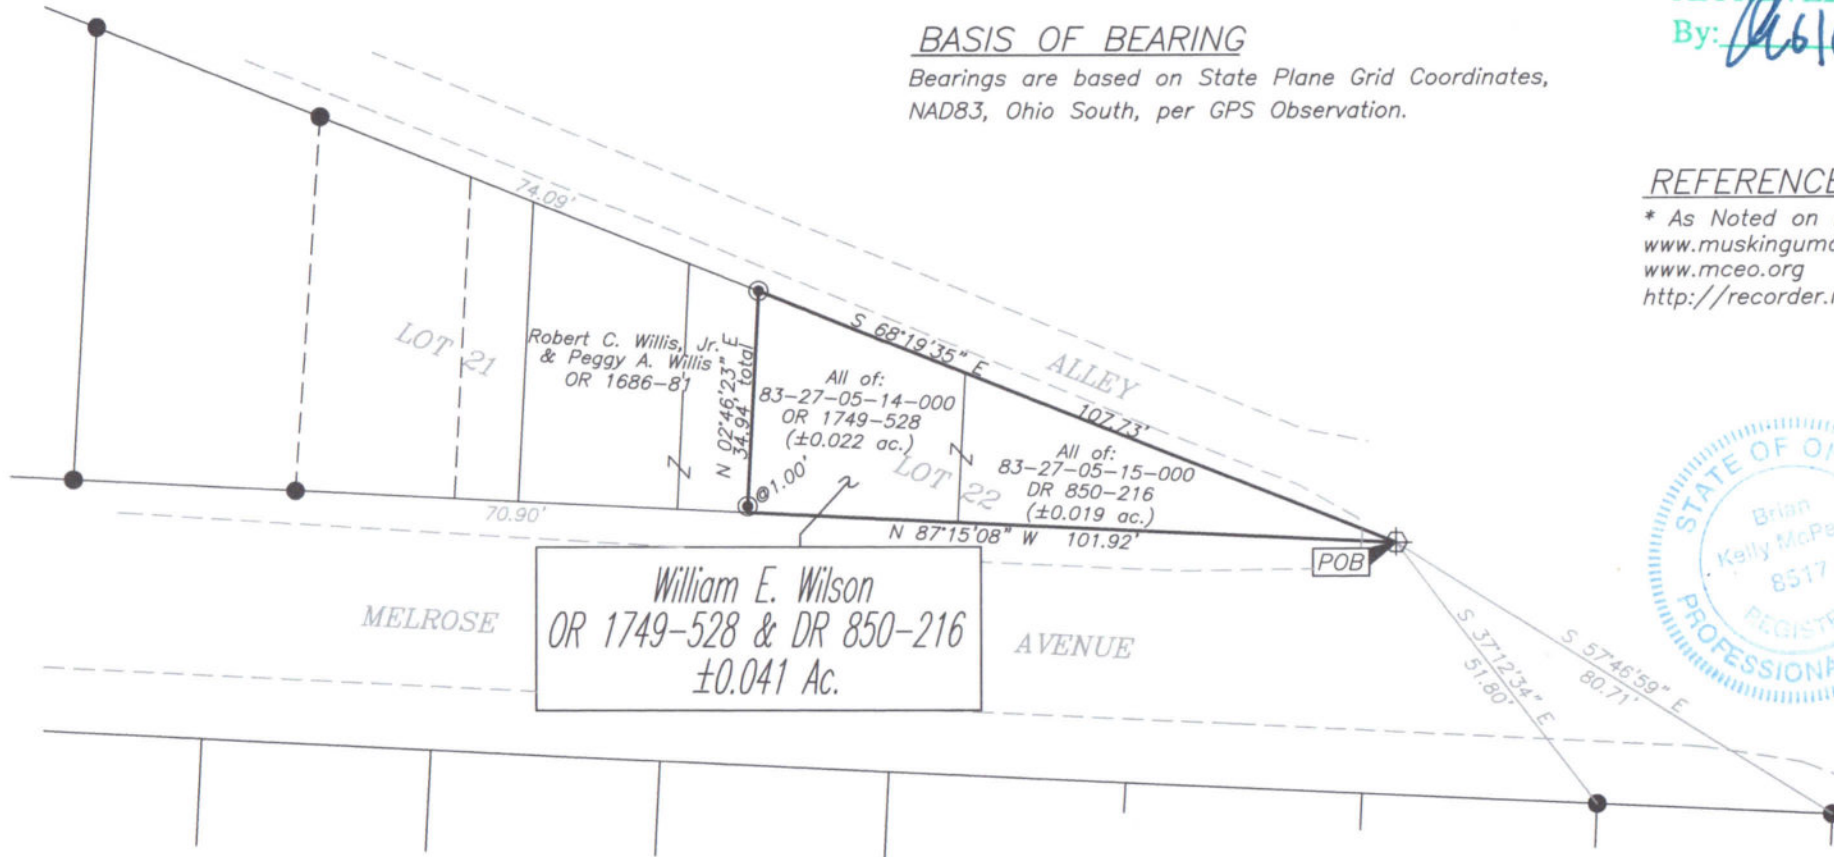 BASIS OF BEARING
Bearings are based on State Plane Grid Coordinates,
NAD83, Ohio South, per GPS Observation.
By:
REFERENCE
* As Noted on
www.mceo.org
74.09'
LOT 21
Robert C. Willis, Jr.
& Peggy A. Willis
OR 1686-81
N 02°46'23" E
34.94' total
S 68°19'35" E
107.73'
ALLEY
All of:
83-27-05-14-000
OR 1749-528
(±0.022 ac.)
LOT 22
All of:
83-27-05-15-000
DR 850-216
(±0.019 ac.)
@1.00'
70.90'
N 87°15'08" W 101.92'
POB
William E. Wilson
OR 1749-528 & DR 850-216
±0.041 Ac.
MELROSE AVENUE
S 37°12'34" E
51.80'
S 57°46'59" E
80.71'
STATE OF
Brian
Kelly
8517